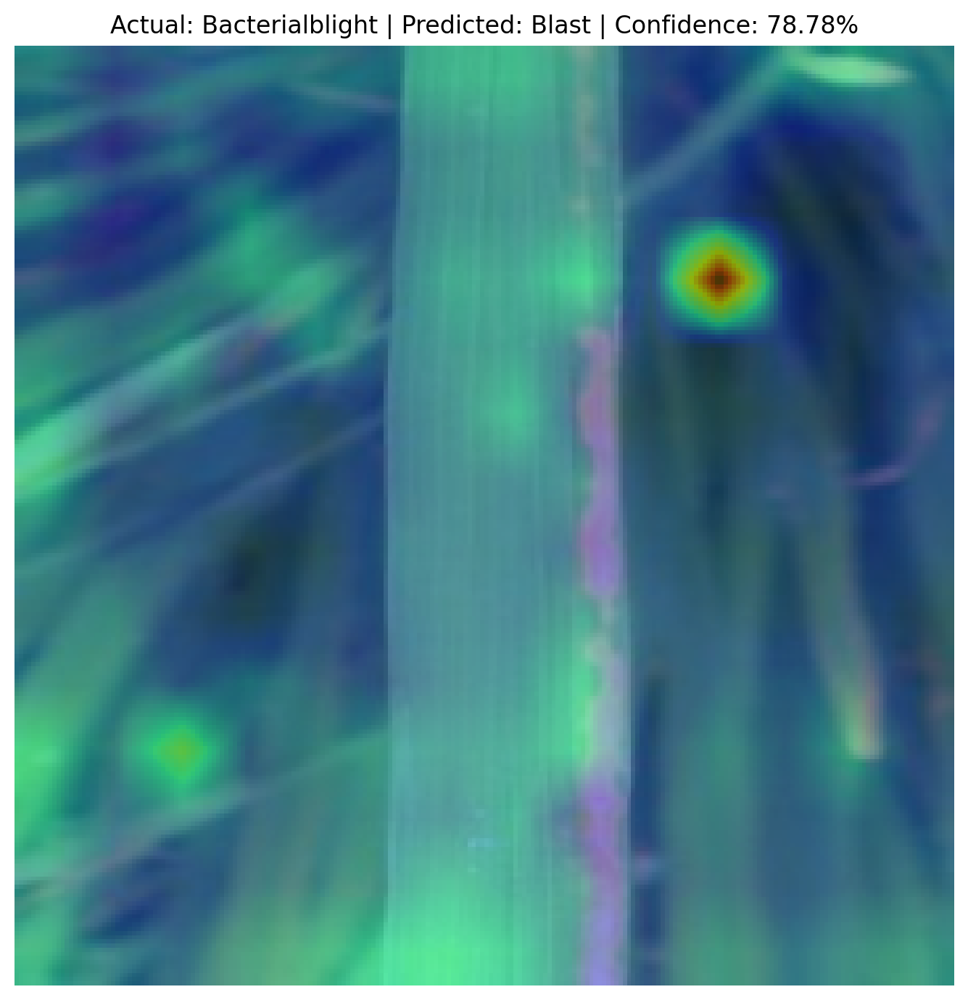 Actual: Bacterialblight | Predicted: Blast | Confidence: 78.78%